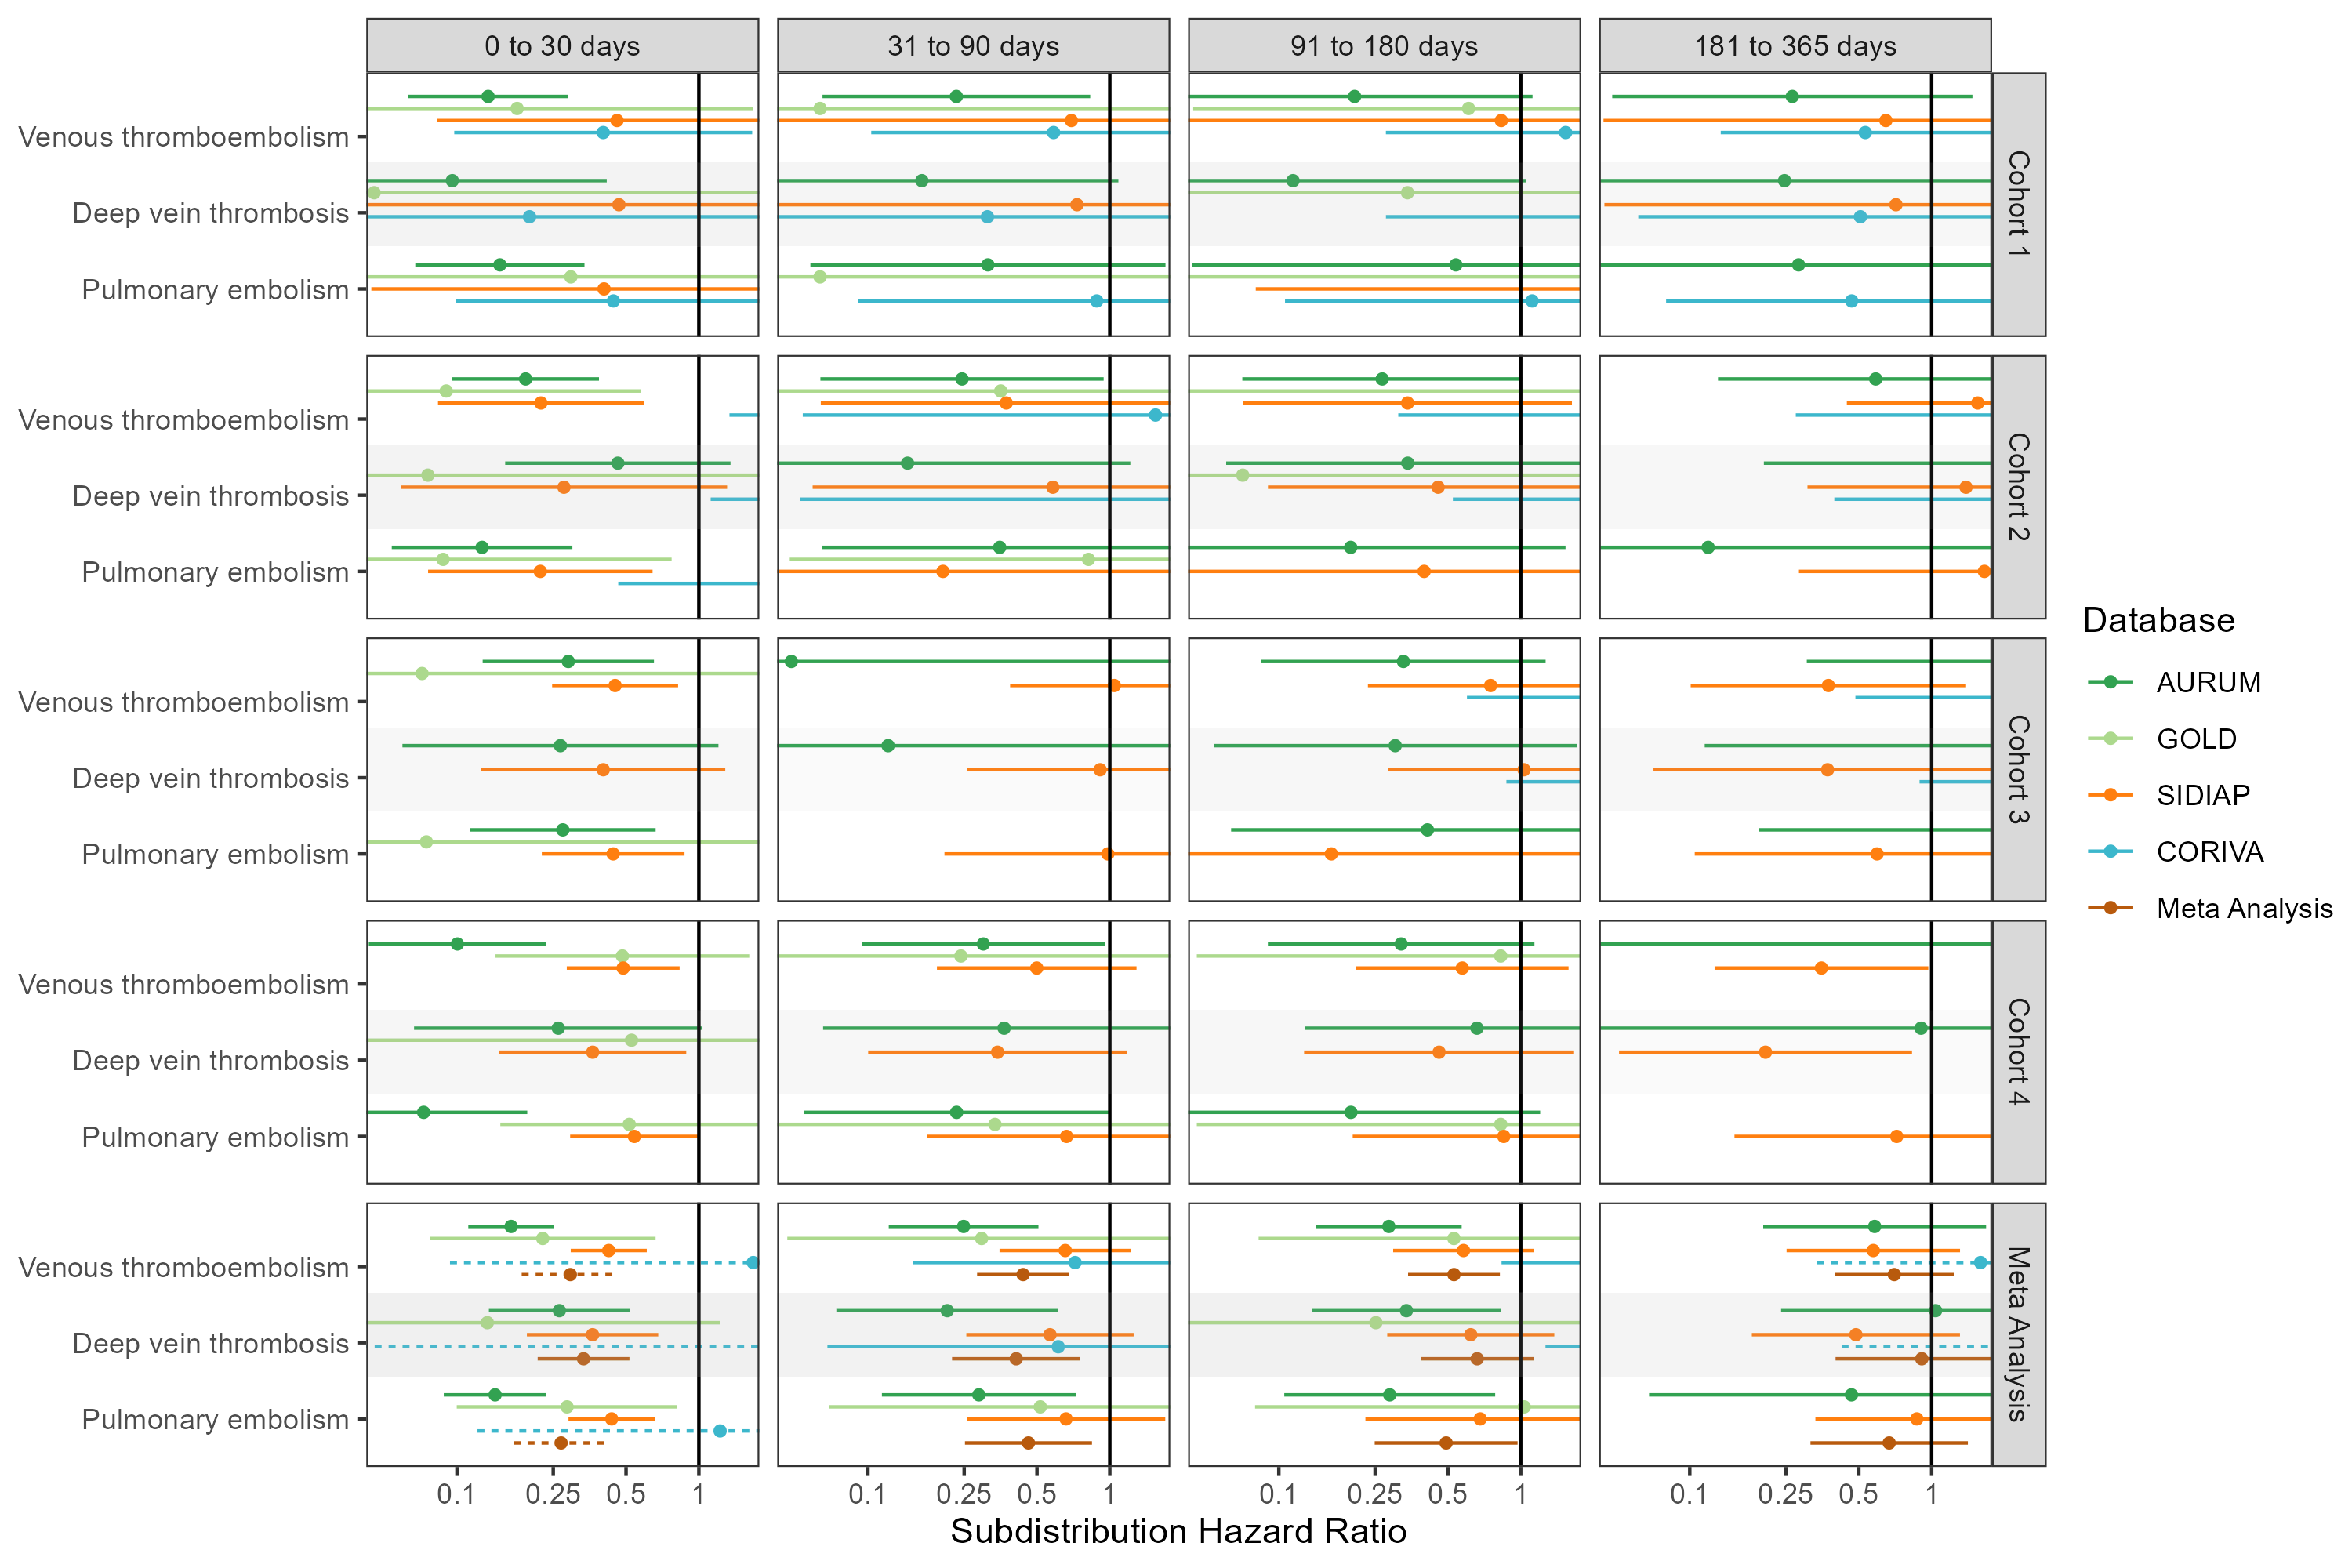 0 to 30 days
31 to 90 days
91 to 180 days
181 to 365 days
Venous thromboembolism
Deep vein thrombosis
Pulmonary embolism
Cohort 1
Venous thromboembolism
Deep vein thrombosis
Pulmonary embolism
Cohort 2
Venous thromboembolism
Deep vein thrombosis
Pulmonary embolism
Cohort 3
Venous thromboembolism
Deep vein thrombosis
Pulmonary embolism
Cohort 4
Venous thromboembolism
Deep vein thrombosis
Pulmonary embolism
Meta Analysis
0.1 0.25 0.5 1
0.1 0.25 0.5 1
0.1 0.25 0.5 1
0.1 0.25 0.5 1
Subdistribution Hazard Ratio
Database
AURUM
GOLD
SIDIAP
CORIVA
Meta Analysis